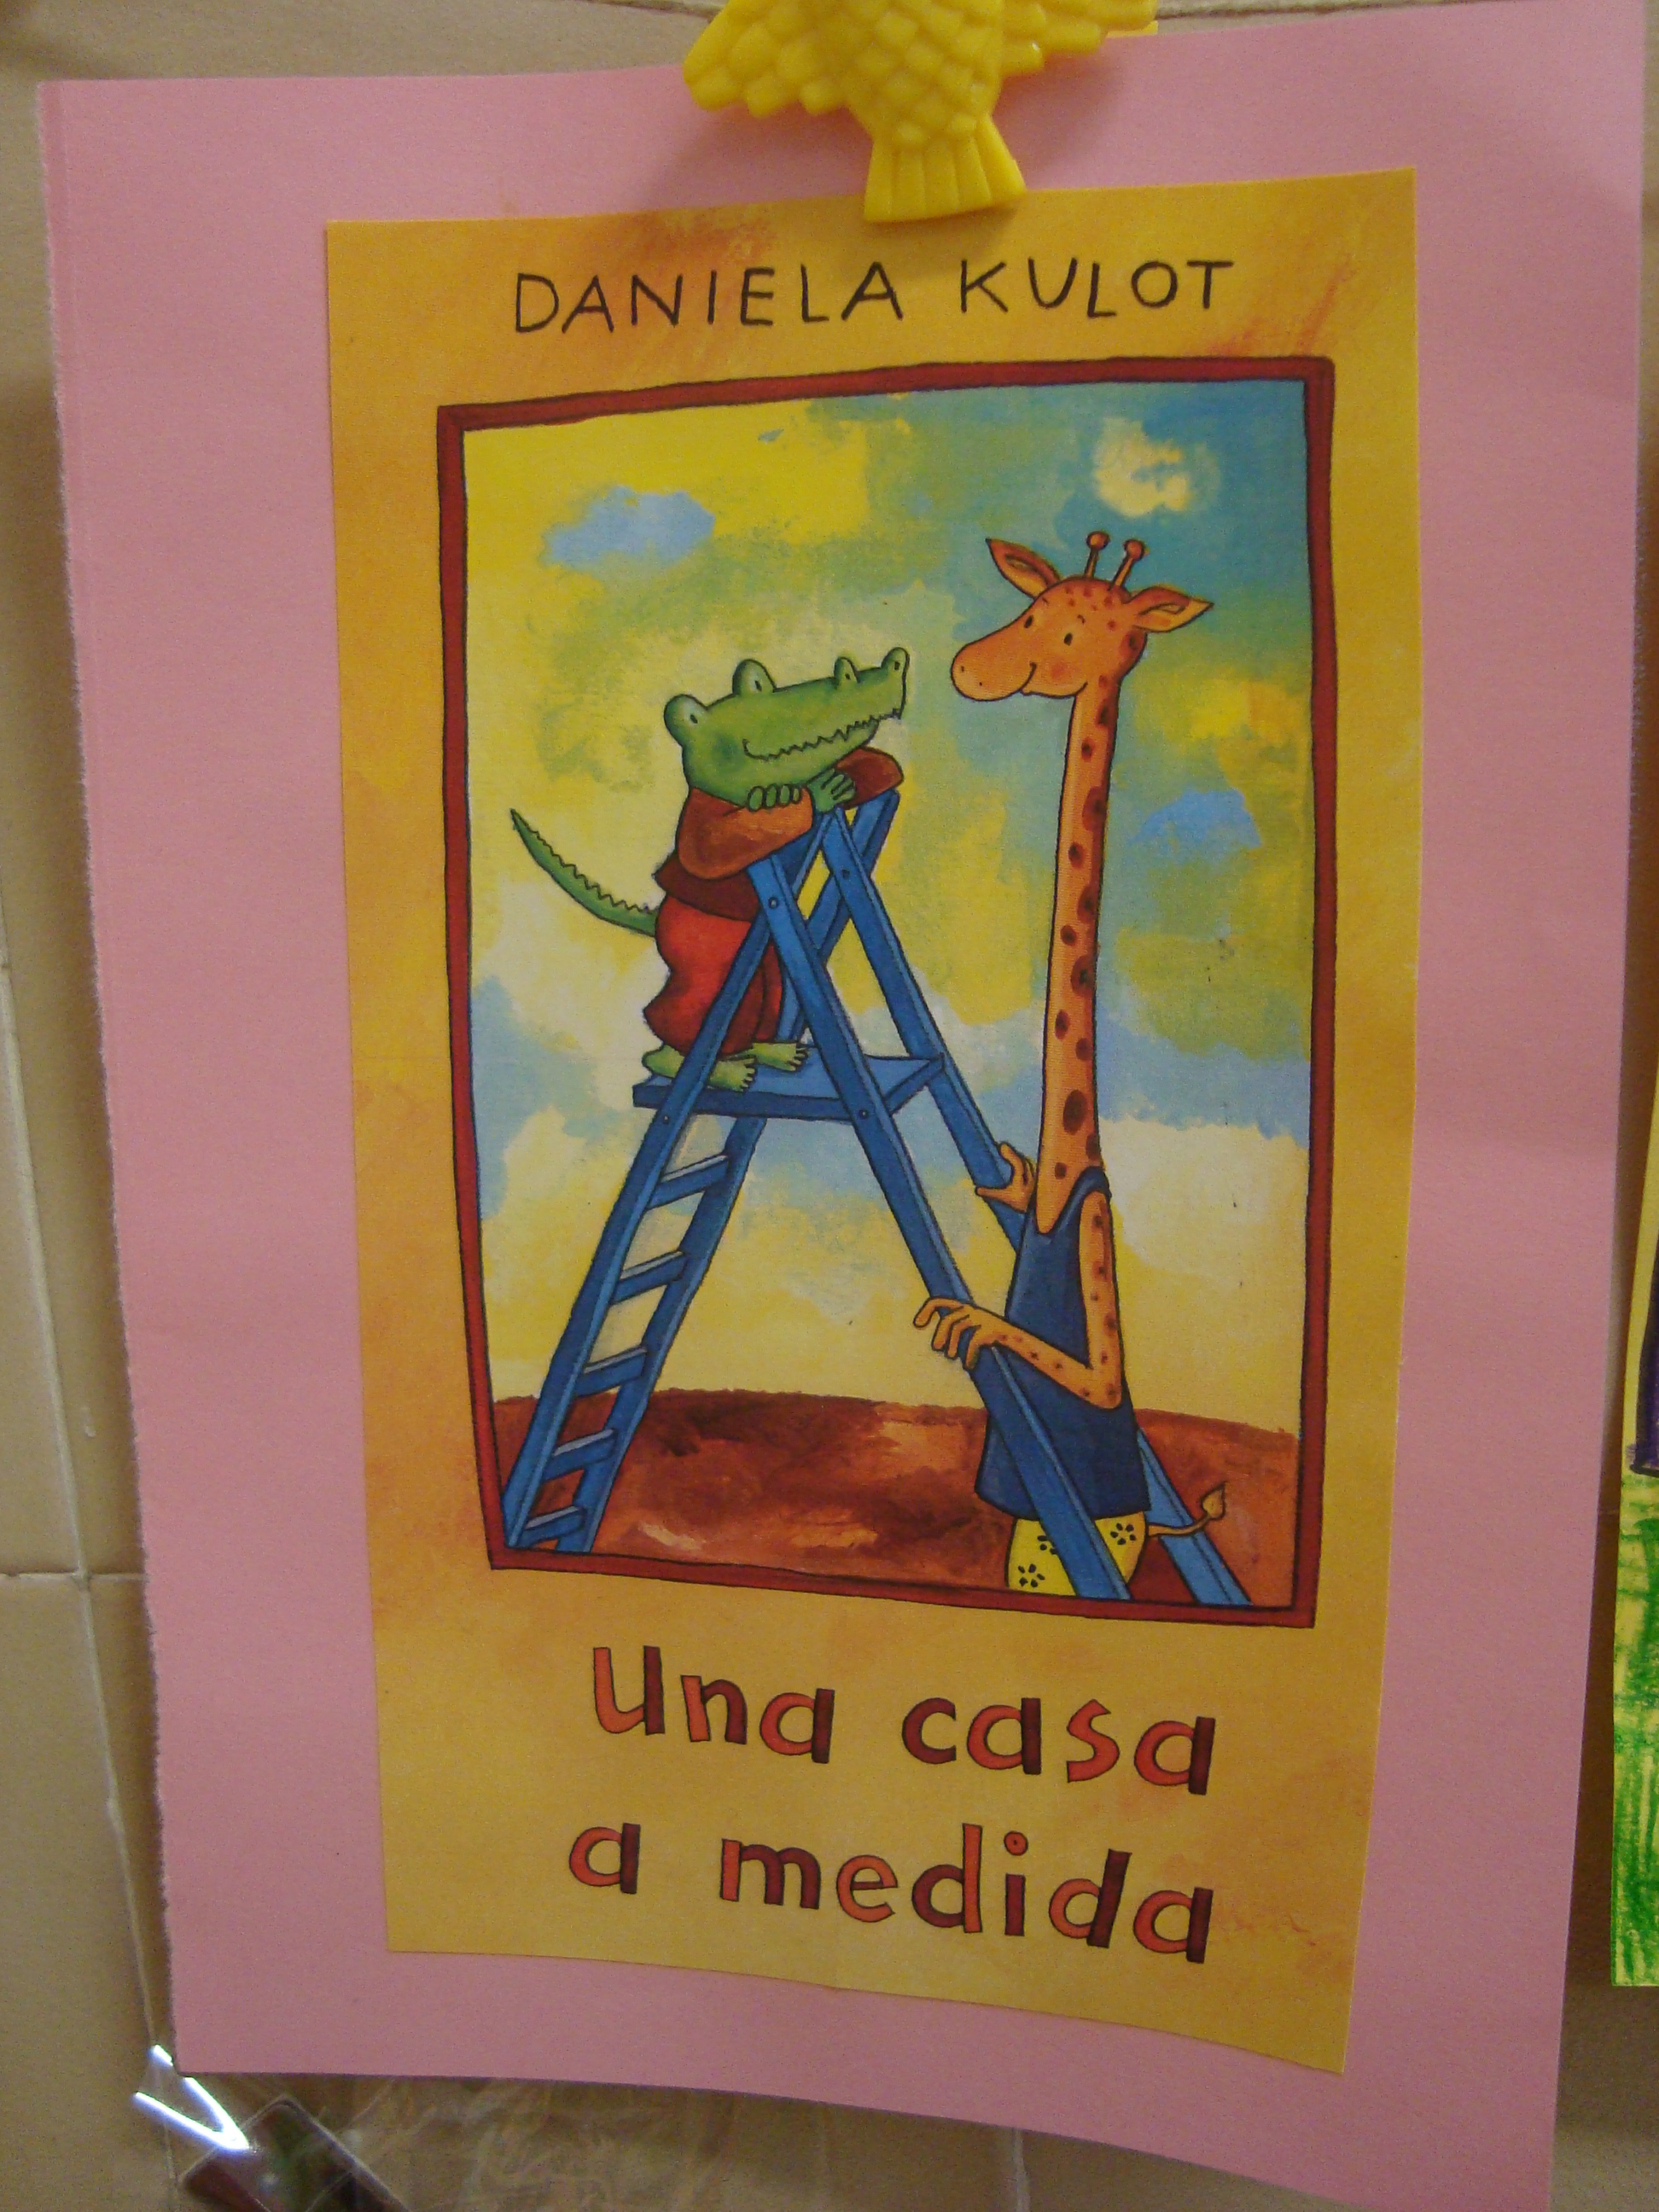 DANIELA KULOT
Una casa
a medida